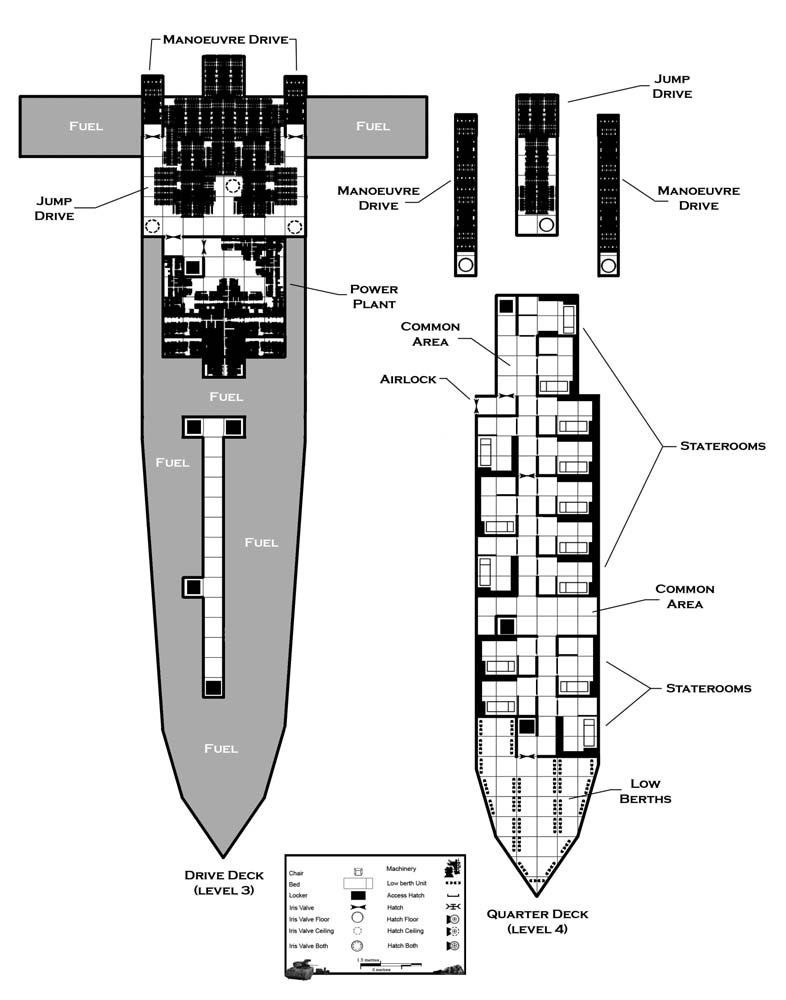 MANOEUVRE DRIVE
FUEL
FUEL
JUMP
DRIVE
POWER
PLANT
FUEL
FUEL
FUEL
FUEL
DRIVE DECK
(LEVEL 3)
JUMP
DRIVE
MANOEUVRE
DRIVE
MANOEUVRE
DRIVE
COMMON
AREA
AIRLOCK
STATEROOMS
COMMON
AREA
STATEROOMS
LOW
BERTHS
QUARTER DECK
(LEVEL 4)
Chair
Bed
Locker
Iris Valve
Iris Valve Floor
Iris Valve Ceiling
Iris Valve Both
Machinery
Low berth Unit
Access Hatch
Hatch
Hatch Floor
Hatch Ceiling
Hatch Both
1.5 metres